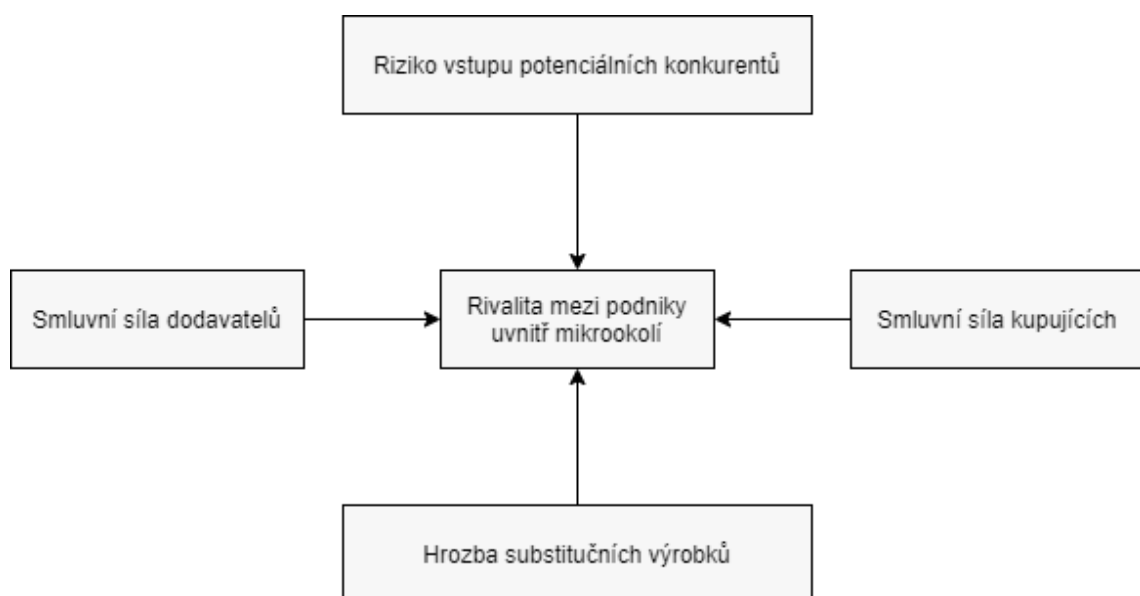 Riziko vstupu potenciálních konkurentů
Smluvní síla dodavatelů
Rivalita mezi podniky
uvnitř mikrookolí
Smluvní síla kupujících
Hrozba substitučních výrobků